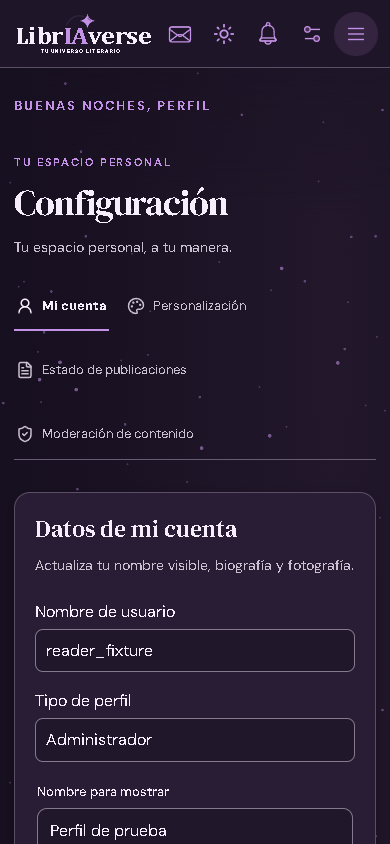 LibrIAverse
TU UNIVERSO LITERARIO
BUENAS NOCHES, PERFIL
TU ESPACIO PERSONAL
Configuración
Tu espacio personal, a tu manera.
Mi cuenta
Personalización
Estado de publicaciones
Moderación de contenido
Datos de mi cuenta
Actualiza tu nombre visible, biografía y fotografía.
Nombre de usuario
reader_fixture
Tipo de perfil
Administrador
Nombre para mostrar
Perfil de prueba